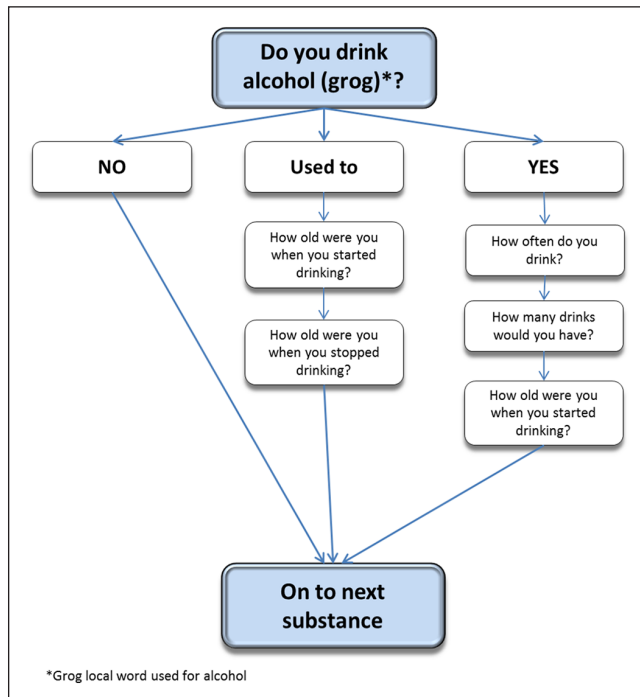 Do you drink
alcohol (grog)*?
NO
Used to
YES
How old were you
when you started
drinking?
How old were you
when you stopped
drinking?
How often do you
drink?
How many drinks
would you have?
How old were you
when you started
drinking?
On to next
substance
*Grog local word used for alcohol